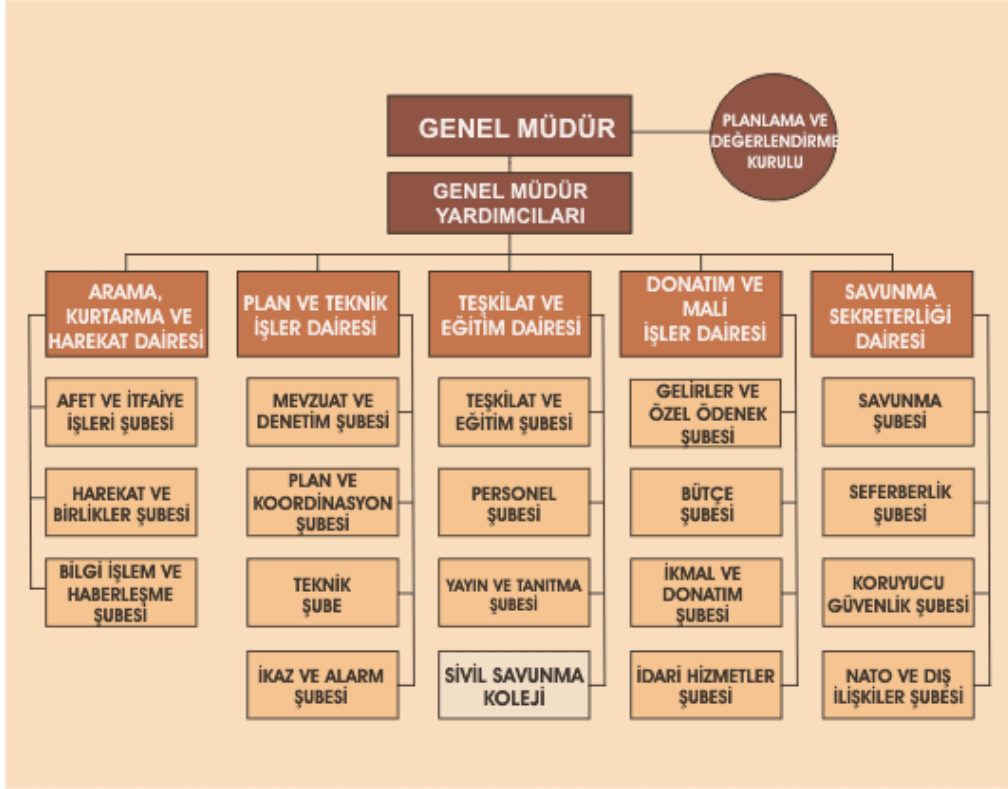 GENEL MÜDÜR
PLANLAMA VE
DEĞERLENDİRME
KURULU
GENEL MÜDÜR
YARDIMCILARI
ARAMA,
KURTARMA VE
HAREKAT DAİRESİ
AFET VE İTFAİYE
İŞLERİ ŞUBESİ
HAREKAT VE
BİRLİKLER ŞUBESİ
BİLGİ İŞLEM VE
HABERLEŞME
ŞUBESİ
PLAN VE TEKNİK
İŞLER DAİRESİ
MEVZUAT VE
DENETİM ŞUBESİ
PLAN VE
KOORDİNASYON
ŞUBESİ
TEKNİK
ŞUBE
İKAZ VE ALARM
ŞUBESİ
TEŞKİLAT VE
EĞİTİM DAİRESİ
TEŞKİLAT VE
EĞİTİM ŞUBESİ
PERSONEL
ŞUBESİ
YAYIN VE TANITMA
ŞUBESİ
SİVİL SAVUNMA
KOLEJİ
DONATIM VE
MALİ
İŞLER DAİRESİ
GELİRLER VE
ÖZEL ÖDENEK
ŞUBESİ
BÜTÇE
ŞUBESİ
İKMAL VE
DONATIM
ŞUBESİ
İDARİ HİZMETLER
ŞUBESİ
SAVUNMA
SEKRETERLİĞİ
DAİRESİ
SAVUNMA
ŞUBESİ
SEFERBERLİK
ŞUBESİ
KORUYUCU
GÜVENLİK ŞUBESİ
NATO VE DIŞ
İLİŞKİLER ŞUBESİ